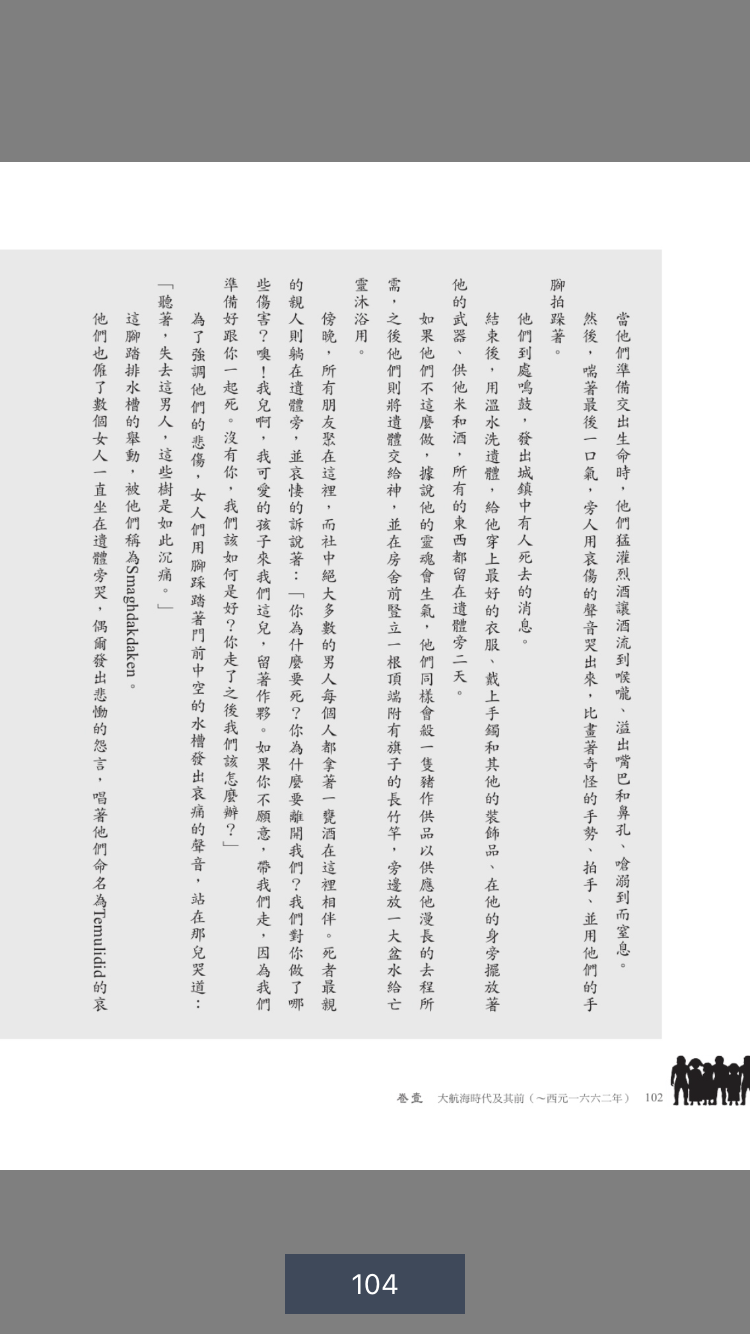 當他們準備交出生命時，他們猛灌烈酒讓酒流到喉嚨、溢出嘴巴和鼻孔、嗆溺到而窒息。
然後，喘著最後一口氣，旁人用哀傷的聲音哭出來，比畫著奇怪的手勢、拍手、並用他們的手
腳拍跺著。
他們到處鳴鼓，發出城鎮中有人死去的消息。
結束後，用溫水洗遺體，給他穿上最好的衣服、戴上手鐲和其他的裝飾品、在他的身旁擺放著
他的武器、供他米和酒，所有的東西都留在遺體旁二天。
如果他們不這麼做，據說他的靈魂會生氣，他們同樣會殺一隻豬作供品以供應他漫長的去程所
需，之後他們則將遺體交給神，並在房舍前豎立一根頂端附有旗子的長竹竿，旁邊放一大盆水給亡
靈沐浴用。
傍晚，所有朋友聚在這裡，而社中絕大多數的男人每個人都拿著一甕酒在這裡相伴。死者最親
的親人則躺在遺體旁，並哀悽的訴說著：「你為什麼要死？你為什麼要離開我們？我們對你做了哪
些傷害？噢！我兒啊，我可愛的孩子來我們這兒，留著作夥。如果你不願意，帶我們走，因為我們
準備好跟你一起死。沒有你，我們該如何是好？你走了之後我們該怎麼辦？」
為了強調他們的悲傷，女人們用腳踩踏著門前中空的水槽發出哀痛的聲音，站在那兒哭道：
「聽著，失去這男人，這些樹是如此沉痛。」
這腳踏排水槽的舉動，被他們稱為Smaghdakdaken。
他們也僱了數個女人一直坐在遺體旁哭，偶爾發出悲慟的怨言，唱著他們命名為Temulidid的哀
卷壹 大航海時代及其前（～西元一六六二年） 102
104